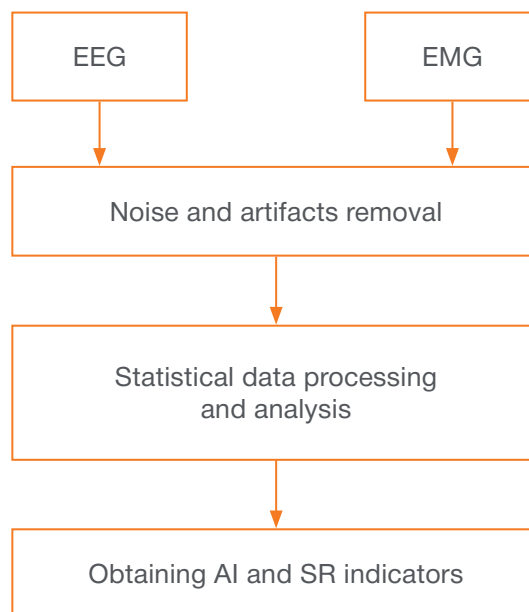 EEG
EMG
Noise and artifacts removal
Statistical data processing
and analysis
Obtaining AI and SR indicators